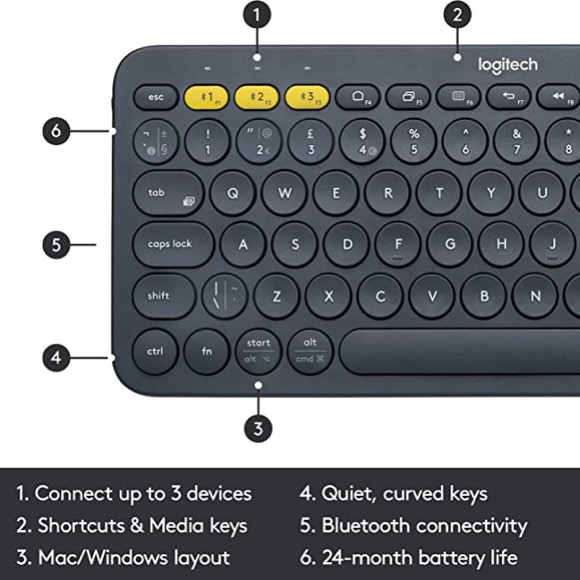 1 2
logitech
esc 1 F1 2 F2 3 F3 F4 F5 F6 F7 F8
6
¬ | ± ! " | @ £ $ % ^ & *
¦ | § 1 2 € 3 4 € 5 6 7 8
tab Q W E R T Y U
5 caps lock A S D F G H J
shift | ~ \ Z X C V B N
4 ctrl fn start alt
alt ⌥ cmd ⌘
3
1. Connect up to 3 devices
2. Shortcuts & Media keys
3. Mac/Windows layout
4. Quiet, curved keys
5. Bluetooth connectivity
6. 24-month battery life